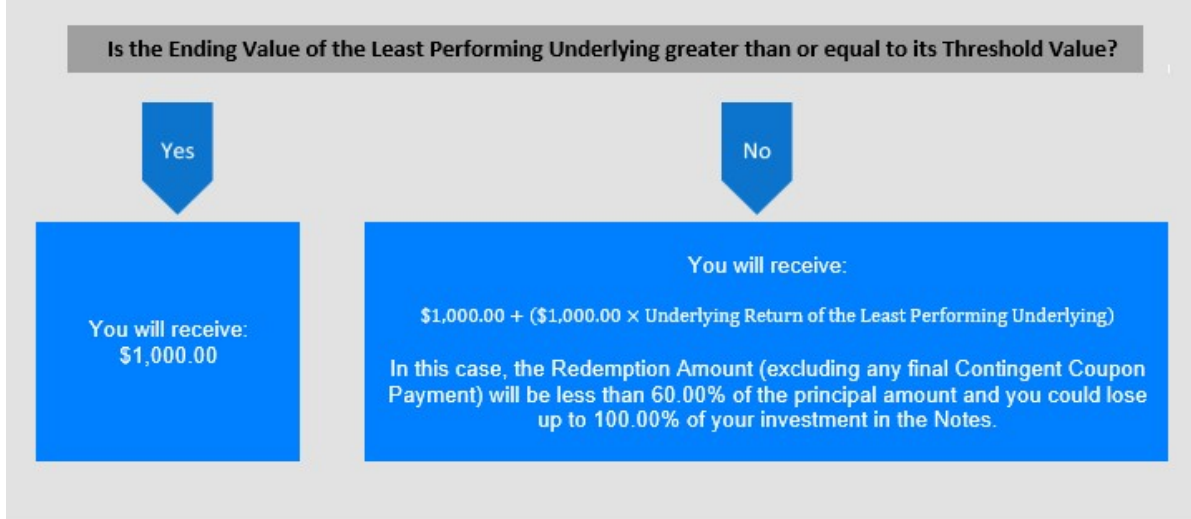 Is the Ending Value of the Least Performing Underlying greater than or equal to its Threshold Value?
Yes
No
You will receive:
$1,000.00
You will receive:
$1,000.00 + ($1,000.00 × Underlying Return of the Least Performing Underlying)
In this case, the Redemption Amount (excluding any final Contingent Coupon
Payment) will be less than 60.00% of the principal amount and you could lose
up to 100.00% of your investment in the Notes.